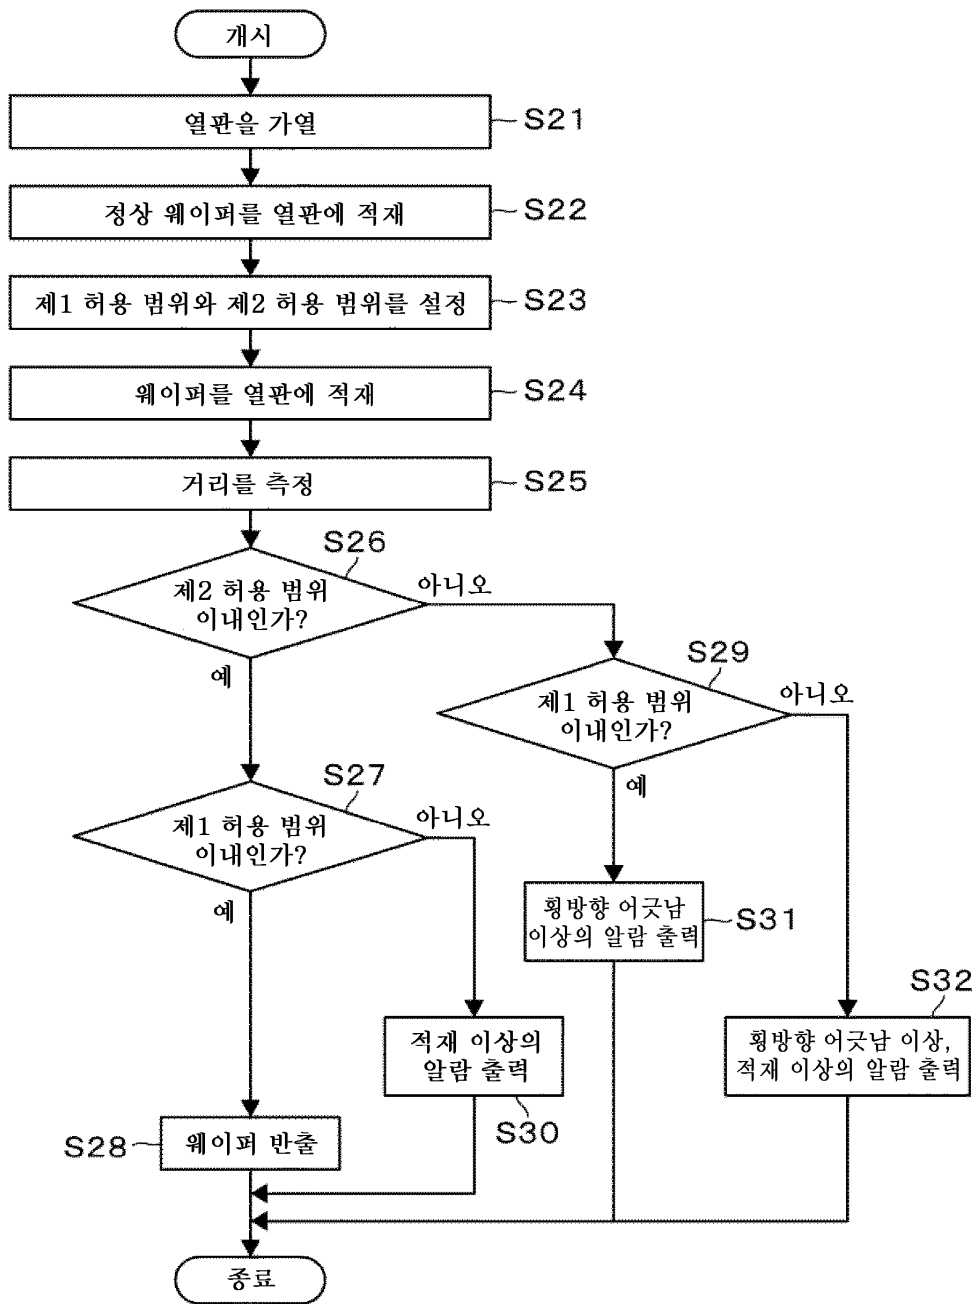 개시
열판을 가열
S21
정상 웨이퍼를 열판에 적재
S22
제1 허용 범위와 제2 허용 범위를 설정
S23
웨이퍼를 열판에 적재
S24
거리를 측정
S25
S26
제2 허용 범위
이내인가?
아니오
예
S29
제1 허용 범위
이내인가?
아니오
예
S27
제1 허용 범위
이내인가?
아니오
예
횡방향 어긋남
이상의 알람 출력
S31
S32
횡방향 어긋남 이상,
적재 이상의 알람 출력
적재 이상의
알람 출력
S30
S28
웨이퍼 반출
종료